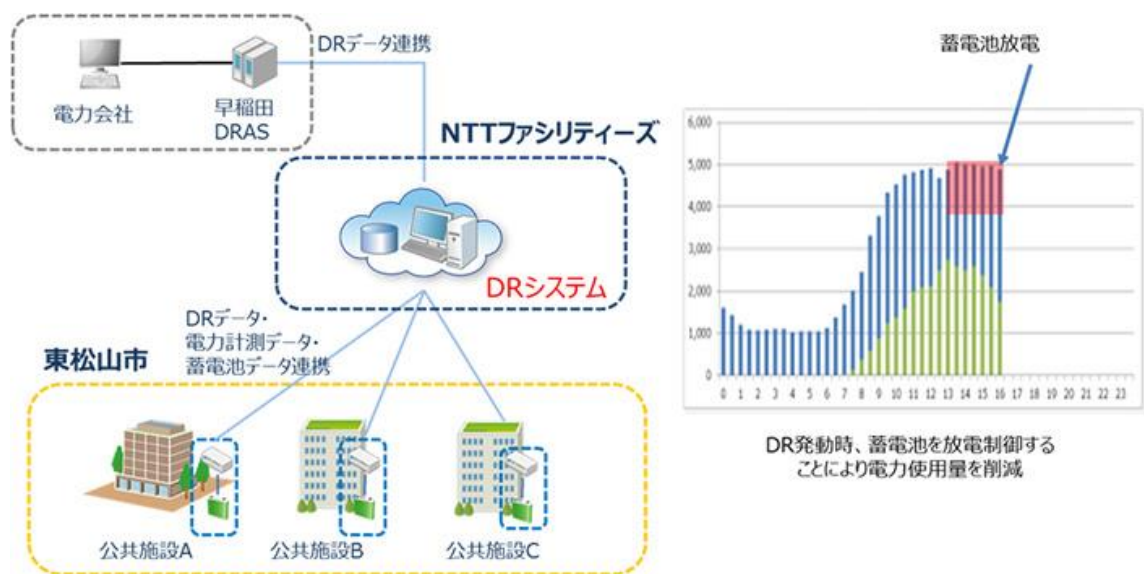 DRデータ連携
電力会社
早稲田
DRAS
NTTファシリティーズ
DRシステム
DRデータ・
電力計測データ・
蓄電池データ連携
東松山市
公共施設A
公共施設B
公共施設C
蓄電池放電
6,000
5,000
4,000
3,000
2,000
1,000
0
0 1 2 3 4 5 6 7 8 9 10 11 12 13 14 15 16 17 18 19 20 21 22 23
DR発動時、蓄電池を放電制御する
ことにより電力使用量を削減